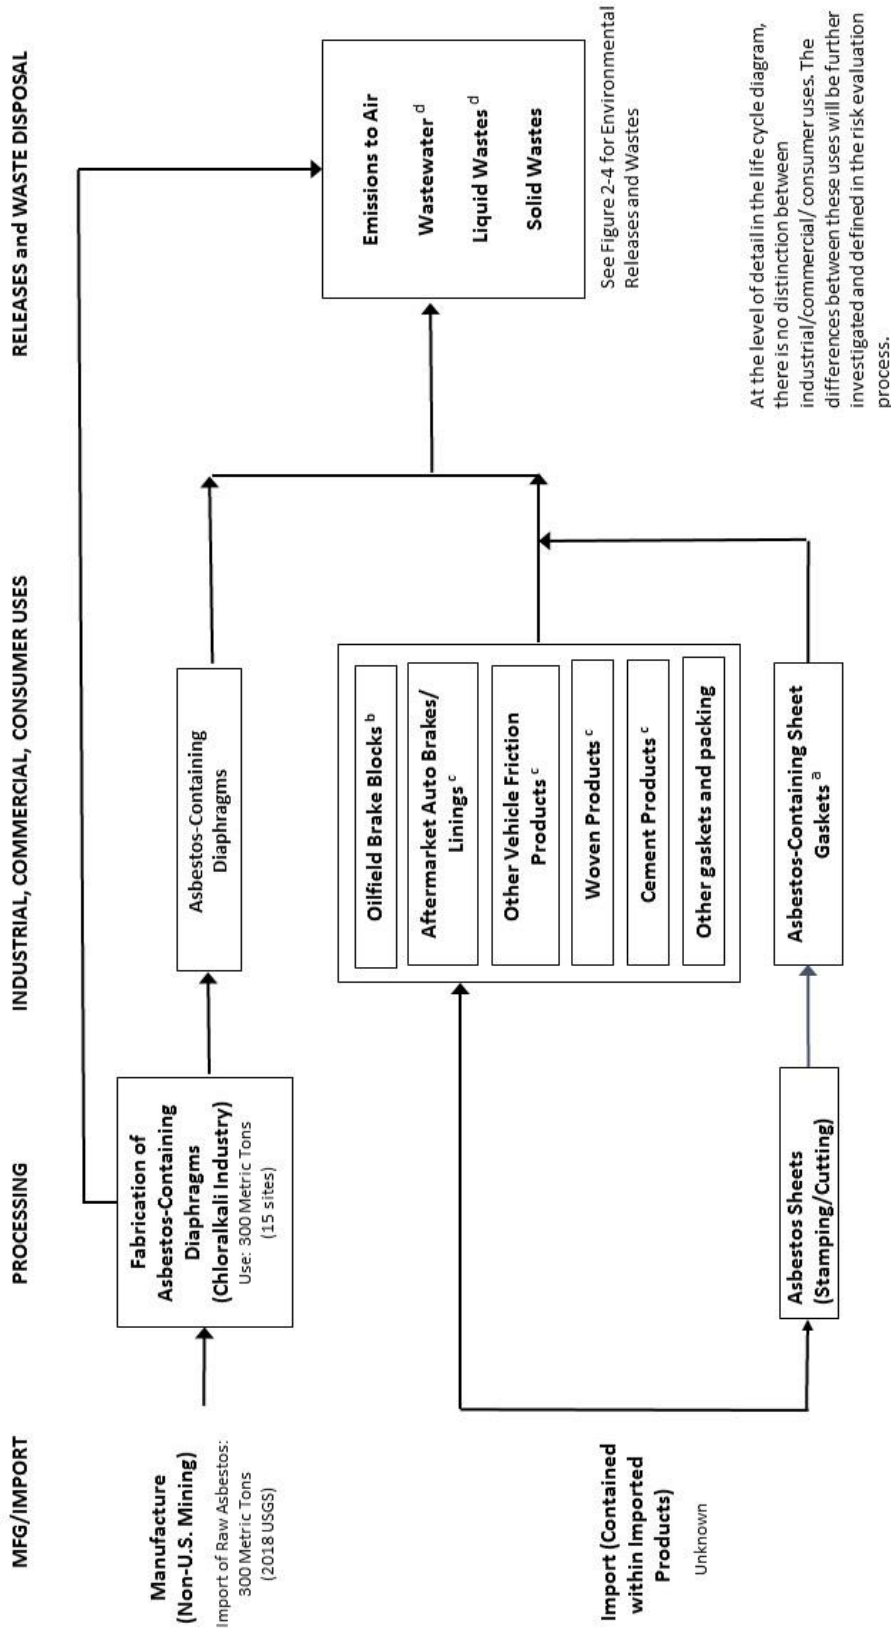 MFG/IMPORT
PROCESSING
INDUSTRIAL, COMMERCIAL, CONSUMER USES
RELEASES and WASTE DISPOSAL
Manufacture
(Non-U.S. Mining)
Import of Raw Asbestos:
300 Metric Tons
(2018 USGS)
Fabrication of
Asbestos-Containing
Diaphragms
(Chloralkali Industry)
Use: 300 Metric Tons
(15 sites)
Asbestos-Containing
Diaphragms
Emissions to Air
Wastewater d
Liquid Wastes d
Solid Wastes
See Figure 2-4 for Environmental
Releases and Wastes
Import (Contained
within Imported
Products)
Unknown
Oilfield Brake Blocks b
Aftermarket Auto Brakes/
Linings c
Other Vehicle Friction
Products c
Woven Products c
Cement Products c
Other gaskets and packing
Asbestos Sheets
(Stamping/Cutting)
Asbestos-Containing Sheet
Gaskets a
At the level of detail in the life cycle diagram,
there is no distinction between
industrial/commercial/ consumer uses. The
differences between these uses will be further
investigated and defined in the risk evaluation
process.